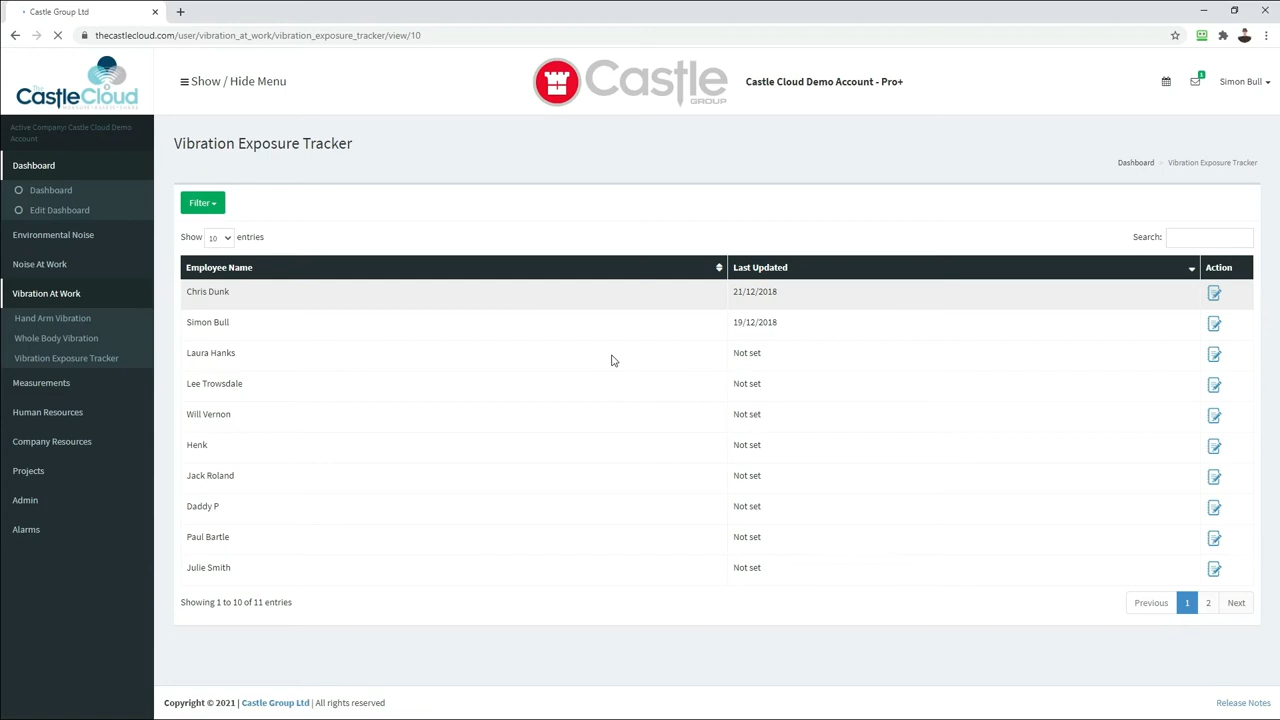 Castle Group Ltd
thecastlecloud.com/user/vibration_at_work/vibration_exposure_tracker/view/10
The
CastleCloud
Show / Hide Menu
Castle
GROUP
Castle Cloud Demo Account - Pro+
1
Simon Bull
Active Company: Castle Cloud Demo
Account
Dashboard
Dashboard
Edit Dashboard
Environmental Noise
Noise At Work
Vibration At Work
Hand Arm Vibration
Whole Body Vibration
Vibration Exposure Tracker
Measurements
Human Resources
Company Resources
Projects
Admin
Alarms
Vibration Exposure Tracker
Dashboard > Vibration Exposure Tracker
Filter
Show 10 entries
Search:
Employee Name Last Updated Action
Chris Dunk 21/12/2018
Simon Bull 19/12/2018
Laura Hanks Not set
Lee Trowsdale Not set
Will Vernon Not set
Henk Not set
Jack Roland Not set
Daddy P Not set
Paul Bartle Not set
Julie Smith Not set
Showing 1 to 10 of 11 entries
Previous 1 2 Next
Copyright © 2021 | Castle Group Ltd | All rights reserved
Release Notes